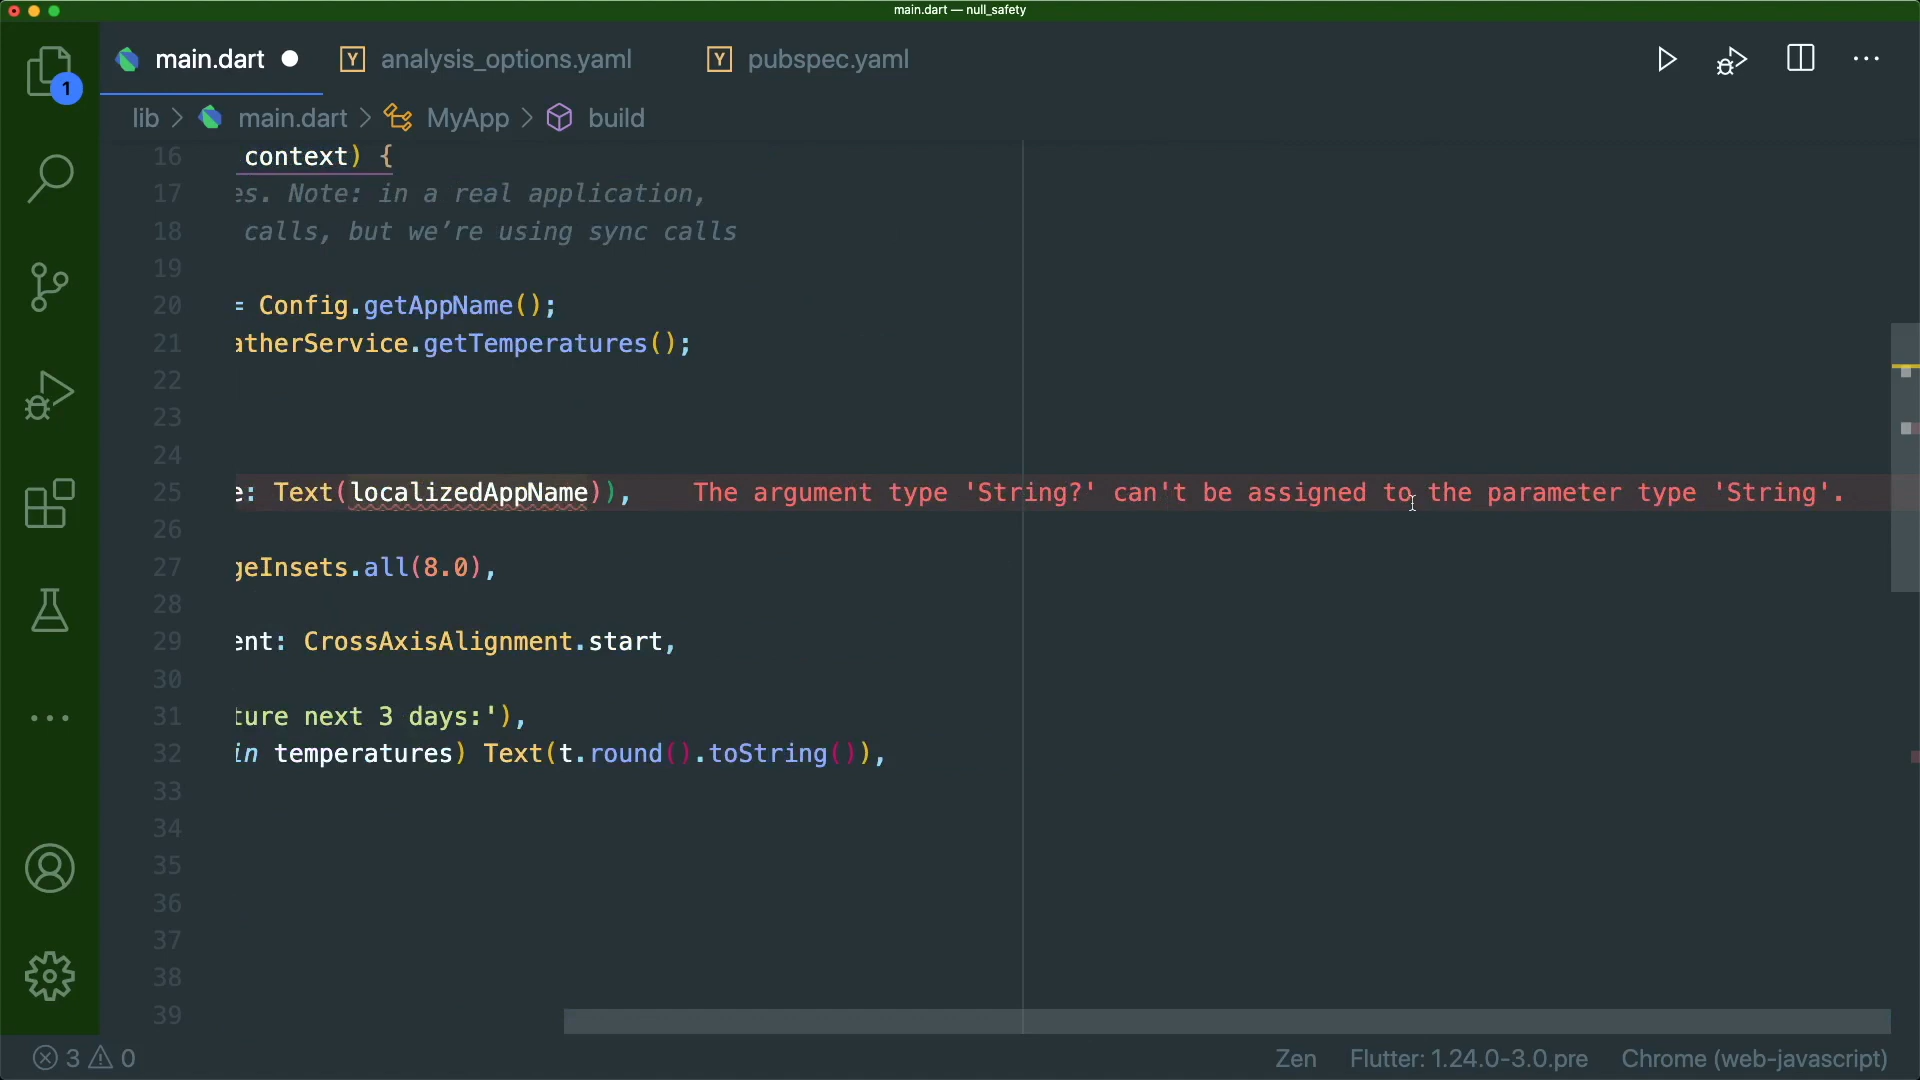 main.dart — null_safety
main.dart
Y analysis_options.yaml
Y pubspec.yaml
1
lib > main.dart > MyApp > build
16 context) {
17 es. Note: in a real application,
18 calls, but we’re using sync calls
19
20 = Config.getAppName();
21 atherService.getTemperatures();
22
23
24
25 e: Text(localizedAppName)), The argument type 'String?' can't be assigned to the parameter type 'String'.
26
27 geInsets.all(8.0),
28
29 ent: CrossAxisAlignment.start,
30
31 ture next 3 days:'),
32 in temperatures) Text(t.round().toString()),
33
34
35
36
37
38
39
3 0 Zen Flutter: 1.24.0-3.0.pre Chrome (web-javascript)